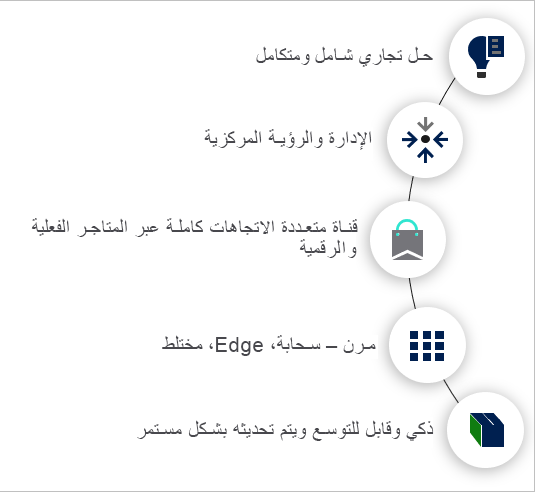 حل تجاري شامل ومتكامل
الإدارة والرؤية المركزية
قناة متعددة الاتجاهات كاملة عبر المتاجر الفعلية
والرقمية
مرن – سحابة، Edge، مختلط
ذكي وقابل للتوسع ويتم تحديثه بشكل مستمر